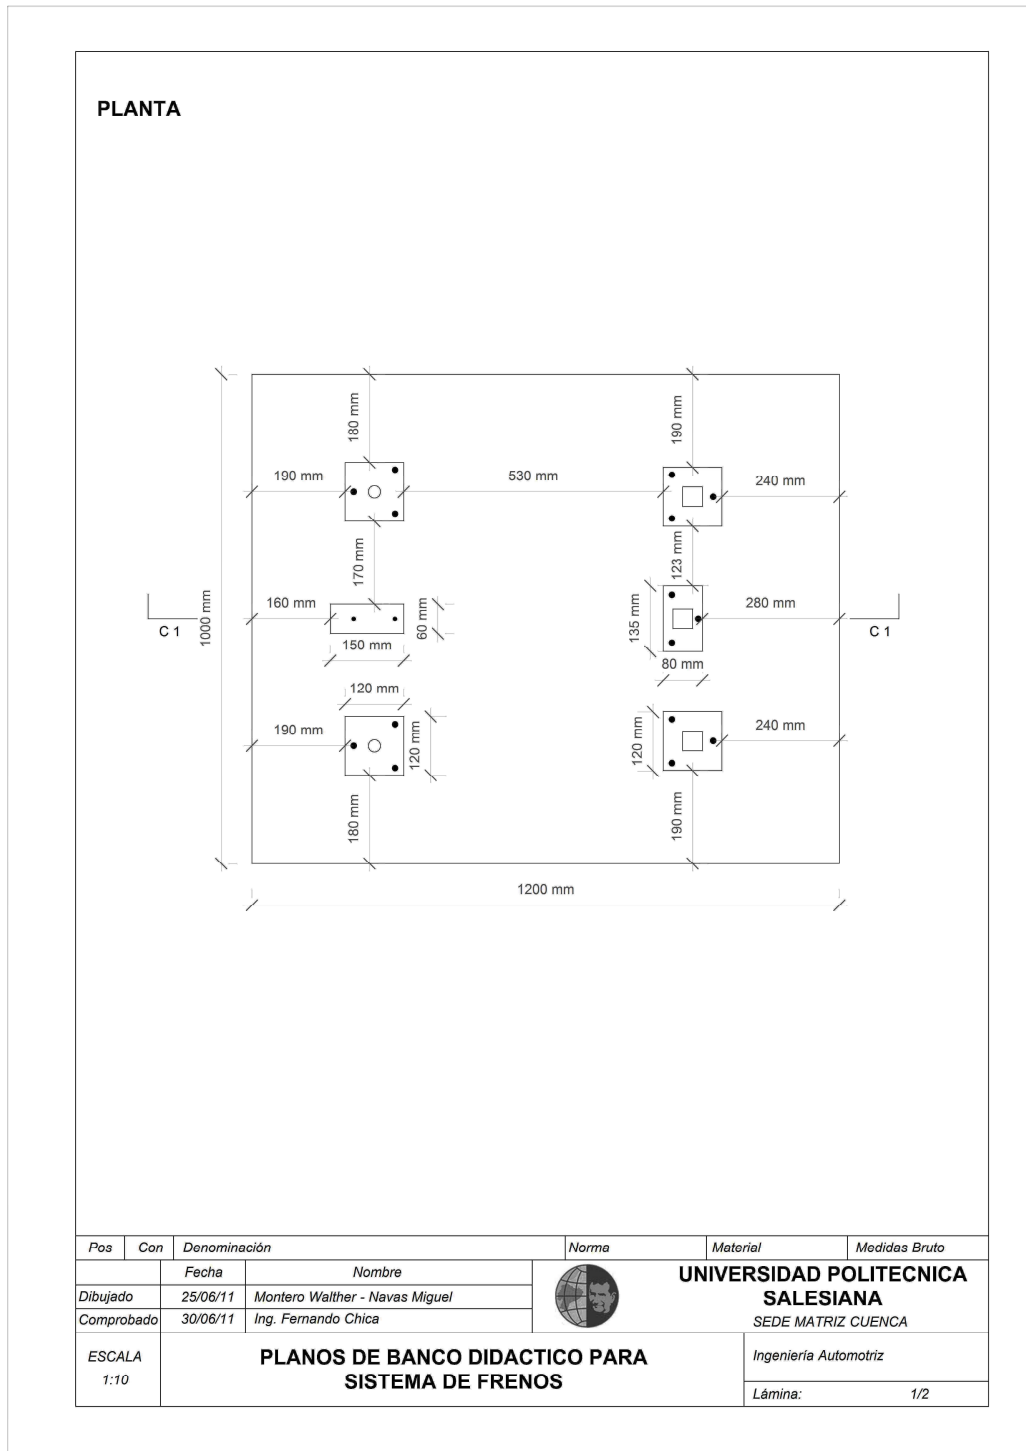 PLANTA
180 mm
190 mm
190 mm
530 mm
240 mm
170 mm
123 mm
1000 mm
160 mm
60 mm
135 mm
280 mm
C 1
C 1
150 mm
80 mm
120 mm
190 mm
120 mm
120 mm
240 mm
180 mm
190 mm
1200 mm
Pos Con Denominación Norma Material Medidas Bruto
Fecha Nombre
Dibujado 25/06/11 Montero Walther - Navas Miguel
Comprobado 30/06/11 Ing. Fernando Chica
UNIVERSIDAD POLITECNICA
SALESIANA
SEDE MATRIZ CUENCA
ESCALA
1:10
PLANOS DE BANCO DIDACTICO PARA
SISTEMA DE FRENOS
Ingeniería Automotriz
Lámina: 1/2